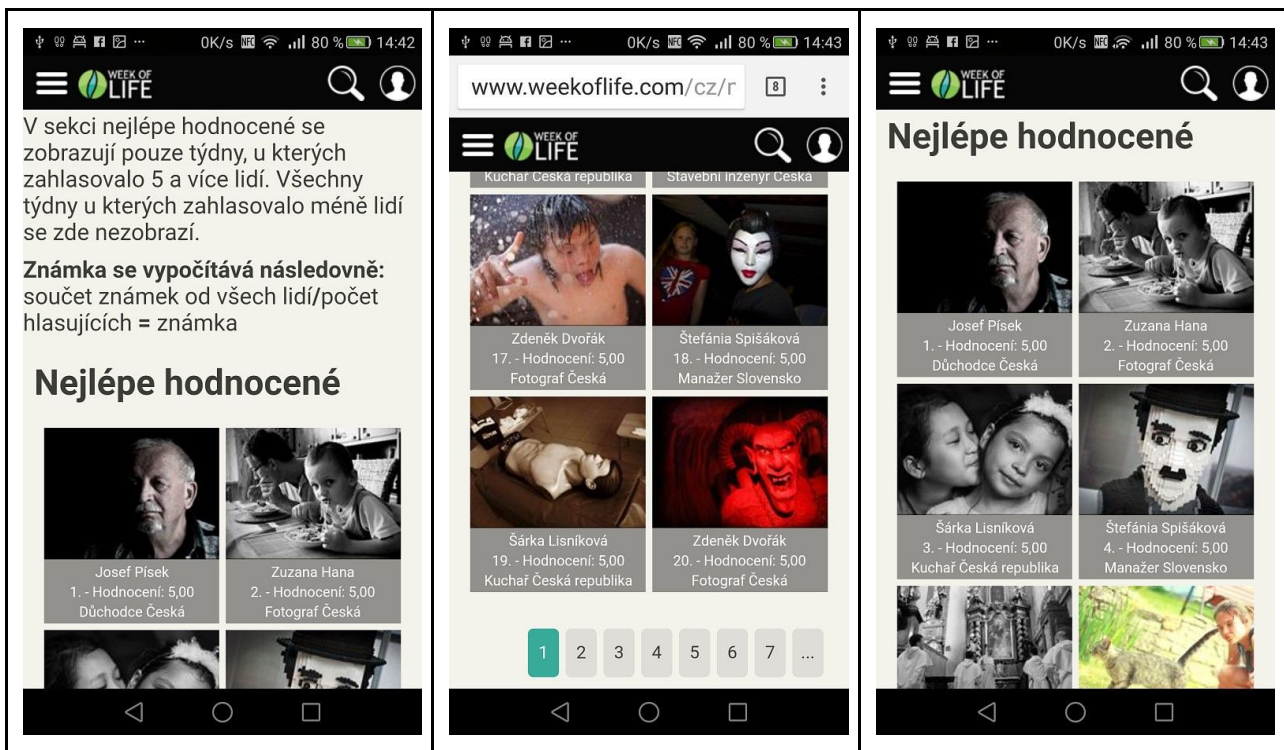 0K/s NFC 80 % 14:42
WEEK OF
LIFE
V sekci nejlépe hodnocené se
zobrazují pouze týdny, u kterých
zahlasovalo 5 a více lidí. Všechny
týdny u kterých zahlasovalo méně lidí
se zde nezobrazí.
Známka se vypočítává následovně:
součet známek od všech lidí/počet
hlasujících = známka
Nejlépe hodnocené
Josef Písek
1. - Hodnocení: 5,00
Důchodce Česká
Zuzana Hana
2. - Hodnocení: 5,00
Fotograf Česká
0K/s NFC 80 % 14:43
www.weekoflife.com/cz/r
8
WEEK OF
LIFE
Kuchař Česká republika
Stavební inženýr Česká
Zdeněk Dvořák
17. - Hodnocení: 5,00
Fotograf Česká
Štefánia Spišáková
18. - Hodnocení: 5,00
Manažer Slovensko
Šárka Lisníková
19. - Hodnocení: 5,00
Kuchař Česká republika
Zdeněk Dvořák
20. - Hodnocení: 5,00
Fotograf Česká
1 2 3 4 5 6 7 ...
0K/s NFC 80 % 14:43
WEEK OF
LIFE
Nejlépe hodnocené
Josef Písek
1. - Hodnocení: 5,00
Důchodce Česká
Zuzana Hana
2. - Hodnocení: 5,00
Fotograf Česká
Šárka Lisníková
3. - Hodnocení: 5,00
Kuchař Česká republika
Štefánia Spišáková
4. - Hodnocení: 5,00
Manažer Slovensko